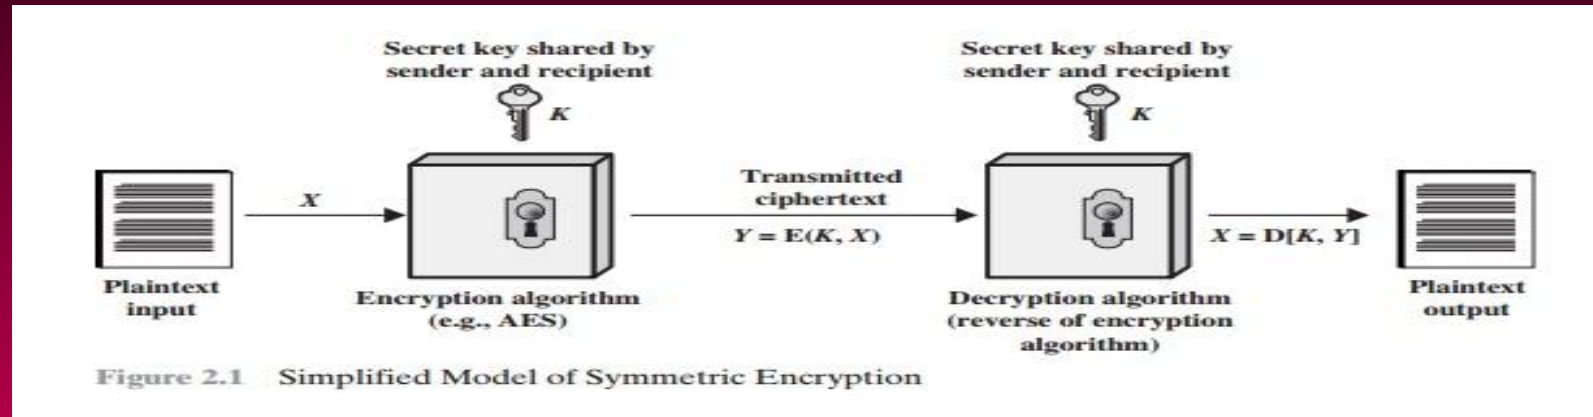 Secret key shared by
sender and recipient
K
Secret key shared by
sender and recipient
K
X
Transmitted
ciphertext
Y = E(K, X)
X = D[K, Y]
Plaintext
input
Encryption algorithm
(e.g., AES)
Decryption algorithm
(reverse of encryption
algorithm)
Plaintext
output
Figure 2.1 Simplified Model of Symmetric Encryption